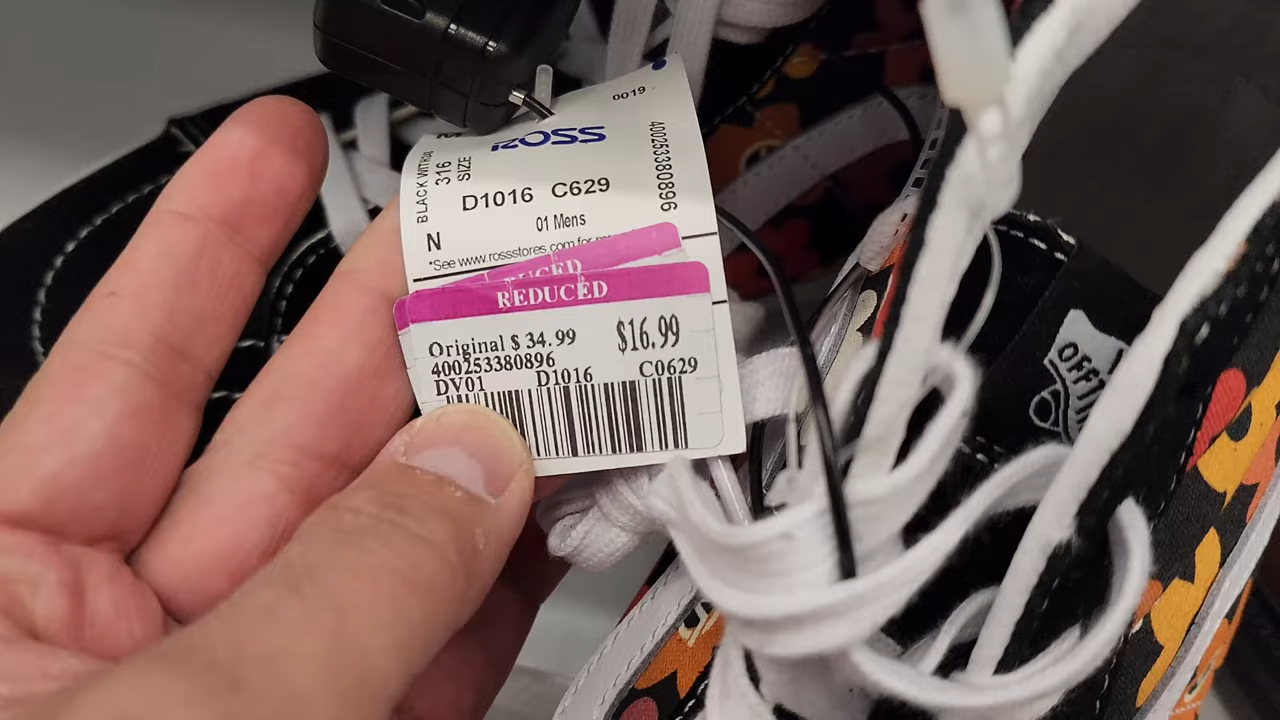 0019
ROSS
400253380896
BLACK WITH
316
SIZE
D1016 C629
01 Mens
N
*See www.rossstores.com for
REDUCED
Original $ 34.99 $16.99
400253380896
DV01 D1016 C0629
OFF T